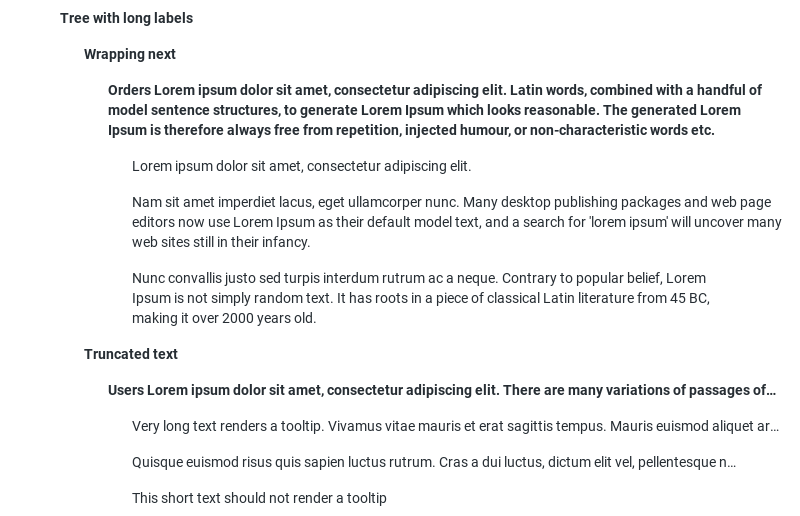 Tree with long labels
Wrapping next
Orders Lorem ipsum dolor sit amet, consectetur adipiscing elit. Latin words, combined with a handful of
model sentence structures, to generate Lorem Ipsum which looks reasonable. The generated Lorem
Ipsum is therefore always free from repetition, injected humour, or non-characteristic words etc.
Lorem ipsum dolor sit amet, consectetur adipiscing elit.
Nam sit amet imperdiet lacus, eget ullamcorper nunc. Many desktop publishing packages and web page
editors now use Lorem Ipsum as their default model text, and a search for 'lorem ipsum' will uncover many
web sites still in their infancy.
Nunc convallis justo sed turpis interdum rutrum ac a neque. Contrary to popular belief, Lorem
Ipsum is not simply random text. It has roots in a piece of classical Latin literature from 45 BC,
making it over 2000 years old.
Truncated text
Users Lorem ipsum dolor sit amet, consectetur adipiscing elit. There are many variations of passages of…
Very long text renders a tooltip. Vivamus vitae mauris et erat sagittis tempus. Mauris euismod aliquet ar…
Quisque euismod risus quis sapien luctus rutrum. Cras a dui luctus, dictum elit vel, pellentesque n…
This short text should not render a tooltip